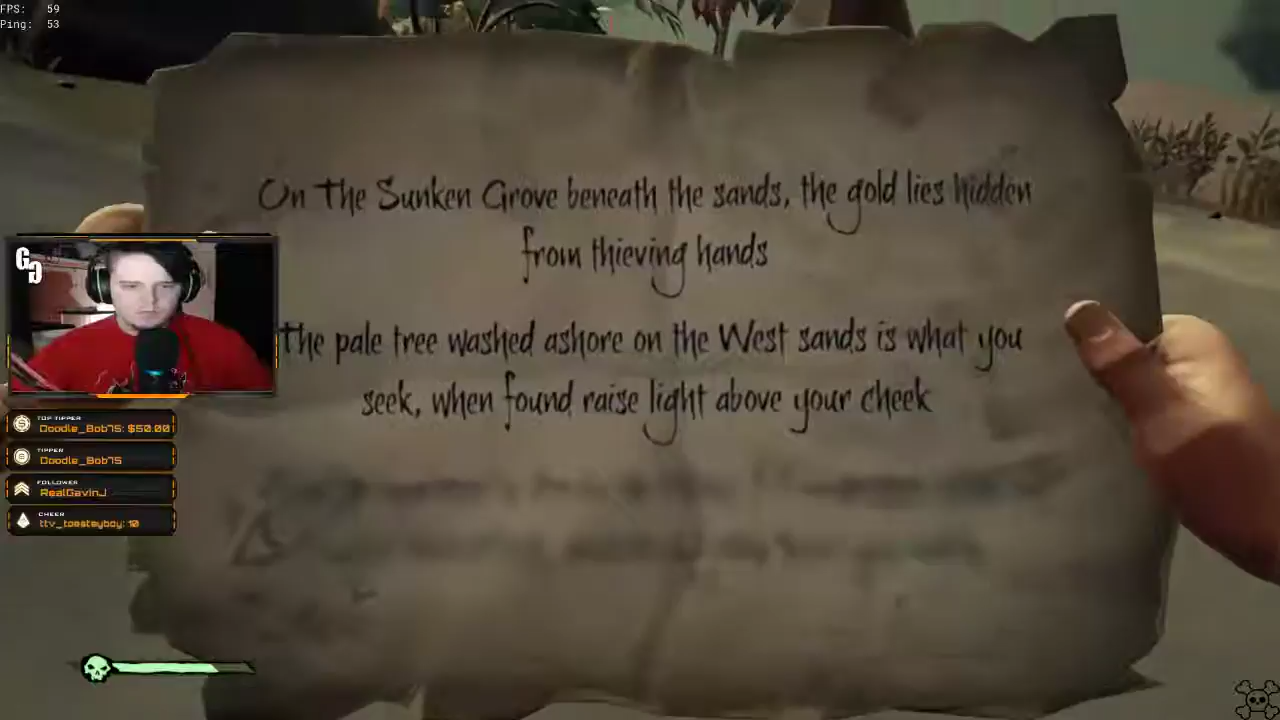 FPS: 59
Ping: 53
On The Sunken Grove beneath the sands, the gold lies hidden
from thieving hands
The pale tree washed ashore on the West sands is what you
seek, when found raise light above your cheek
GG
TOP TIPPER
Doodle_Bob75: $50.00
TIPPER
Doodle_Bob75
FOLLOWER
RealGavinJ
CHEER
ttv_toasteyboy: 10